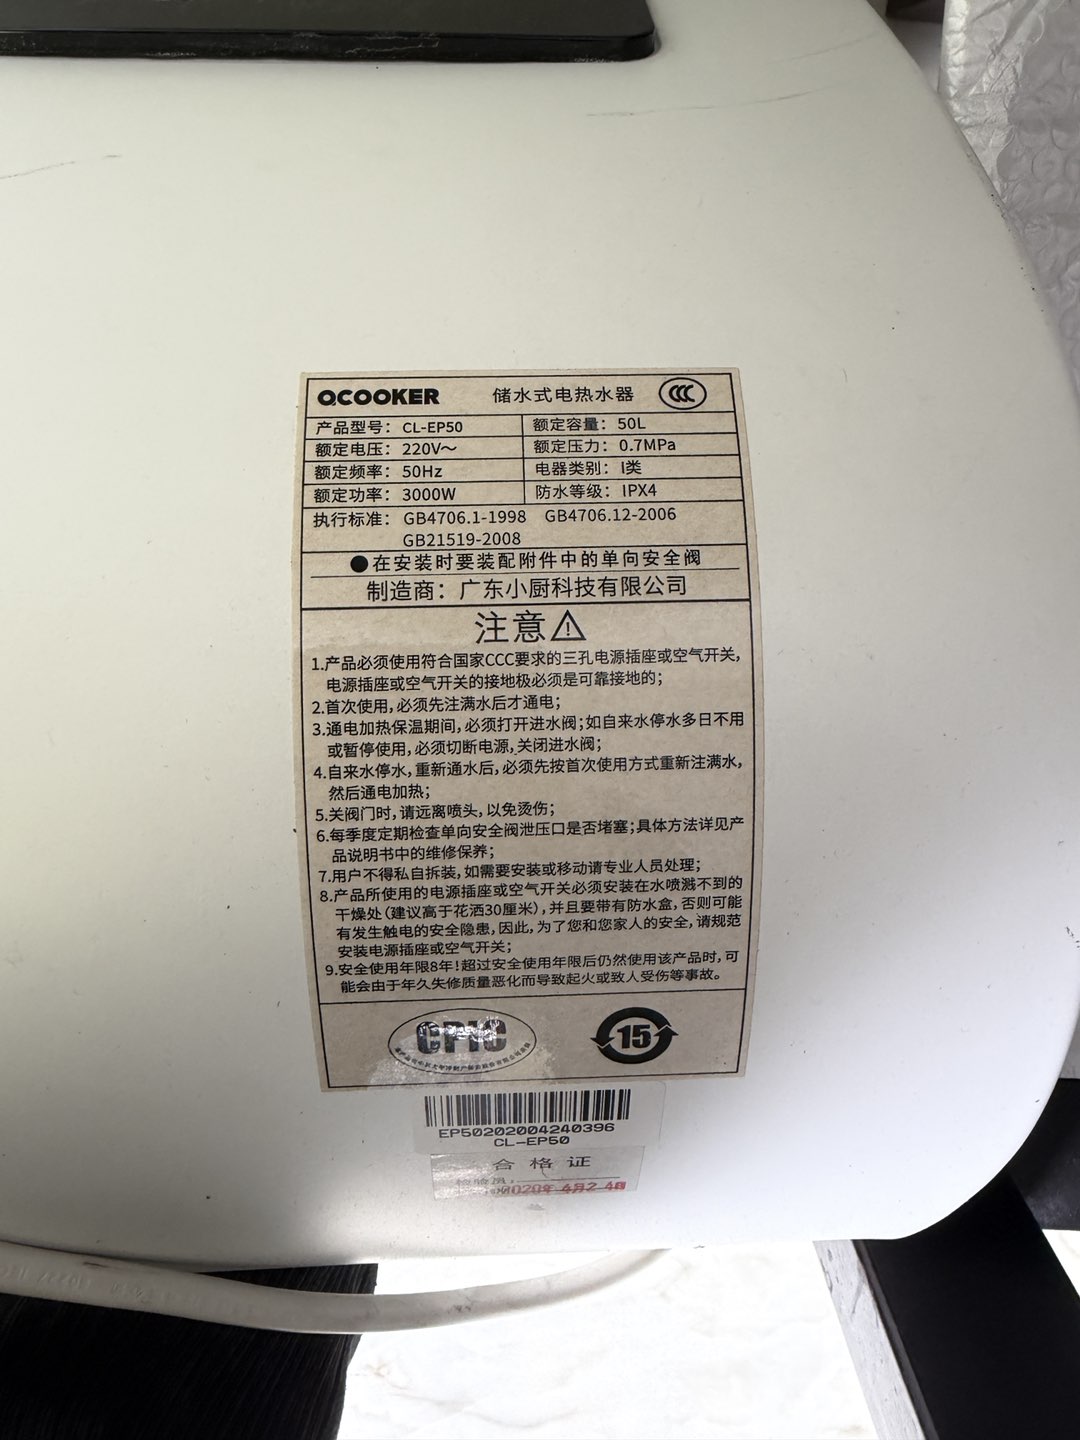 QCOOKER 储水式电热水器 CCC
产品型号：CL-EP50 额定容量：50L
额定电压：220V～ 额定压力：0.7MPa
额定频率：50Hz 电器类别：I类
额定功率：3000W 防水等级：IPX4
执行标准：GB4706.1-1998 GB4706.12-2006
GB21519-2008
●在安装时要装配附件中的单向安全阀
制造商：广东小厨科技有限公司
注意⚠
1.产品必须使用符合国家CCC要求的三孔电源插座或空气开关，
电源插座或空气开关的接地极必须是可靠接地的；
2.首次使用，必须先注满水后才通电；
3.通电加热保温期间，必须打开进水阀；如自来水停水多日不用
或暂停使用，必须切断电源，关闭进水阀；
4.自来水停水，重新通水后，必须先按首次使用方式重新注满水，
然后通电加热；
5.关阀门时，请远离喷头，以免烫伤；
6.每季度定期检查单向安全阀泄压口是否堵塞；具体方法详见产
品说明书中的维修保养；
7.用户不得私自拆装，如需要安装或移动请专业人员处理；
8.产品所使用的电源插座或空气开关必须安装在水喷溅不到的
干燥处（建议高于花洒30厘米），并且要带有防水盒，否则可能
有发生触电的安全隐患，因此，为了您和您家人的安全，请规范
安装电源插座或空气开关；
9.安全使用年限8年！超过安全使用年限后仍然使用该产品时，可
能会由于年久失修质量恶化而导致起火或致人受伤等事故。
CPIC 15
EP50202004240396
CL-EP50
合格证
检验员：
2020年 4月24日